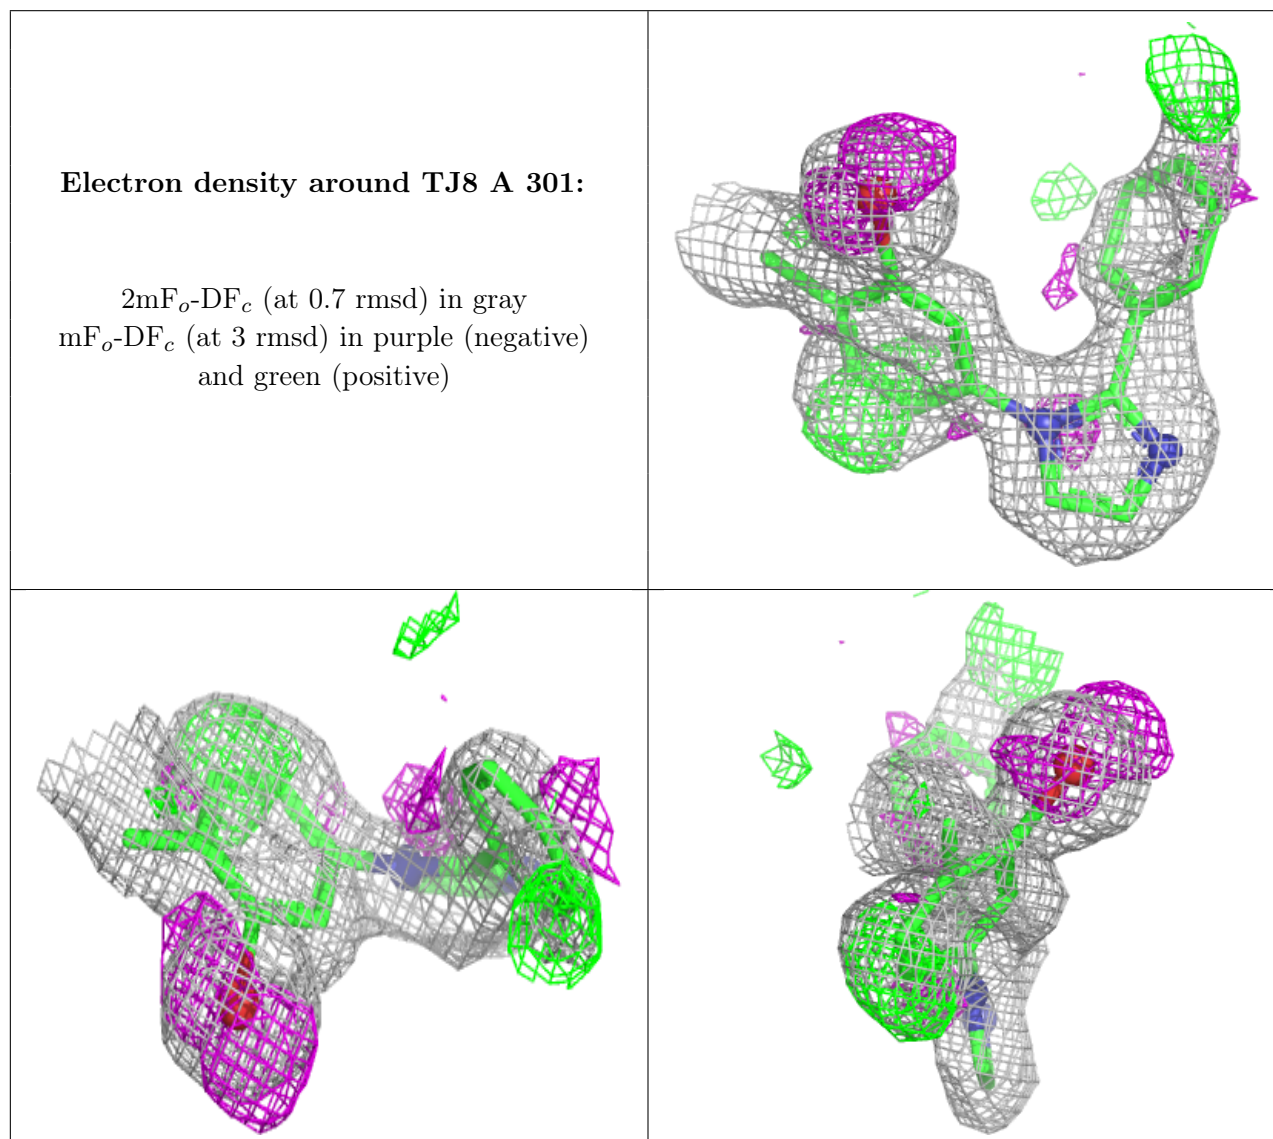 Electron density around TJ8 A 301:
2mFₒ-DF𝒸 (at 0.7 rmsd) in gray
mFₒ-DF𝒸 (at 3 rmsd) in purple (negative)
and green (positive)